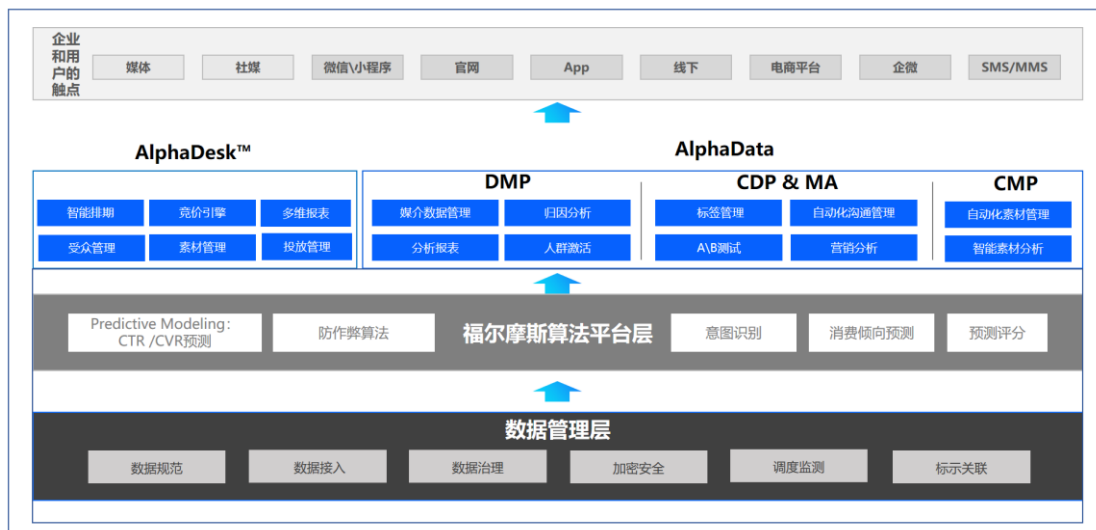 企业
和用
户的
触点
媒体
社媒
微信\小程序
官网
App
线下
电商平台
企微
SMS/MMS
AlphaDesk™
AlphaData
智能排期
竞价引擎
多维报表
受众管理
素材管理
投放管理
DMP
媒介数据管理
归因分析
分析报表
人群激活
CDP & MA
标签管理
自动化沟通管理
A\B测试
营销分析
CMP
自动化素材管理
智能素材分析
Predictive Modeling：
CTR /CVR预测
防作弊算法
福尔摩斯算法平台层
意图识别
消费倾向预测
预测评分
数据管理层
数据规范
数据接入
数据治理
加密安全
调度监测
标示关联